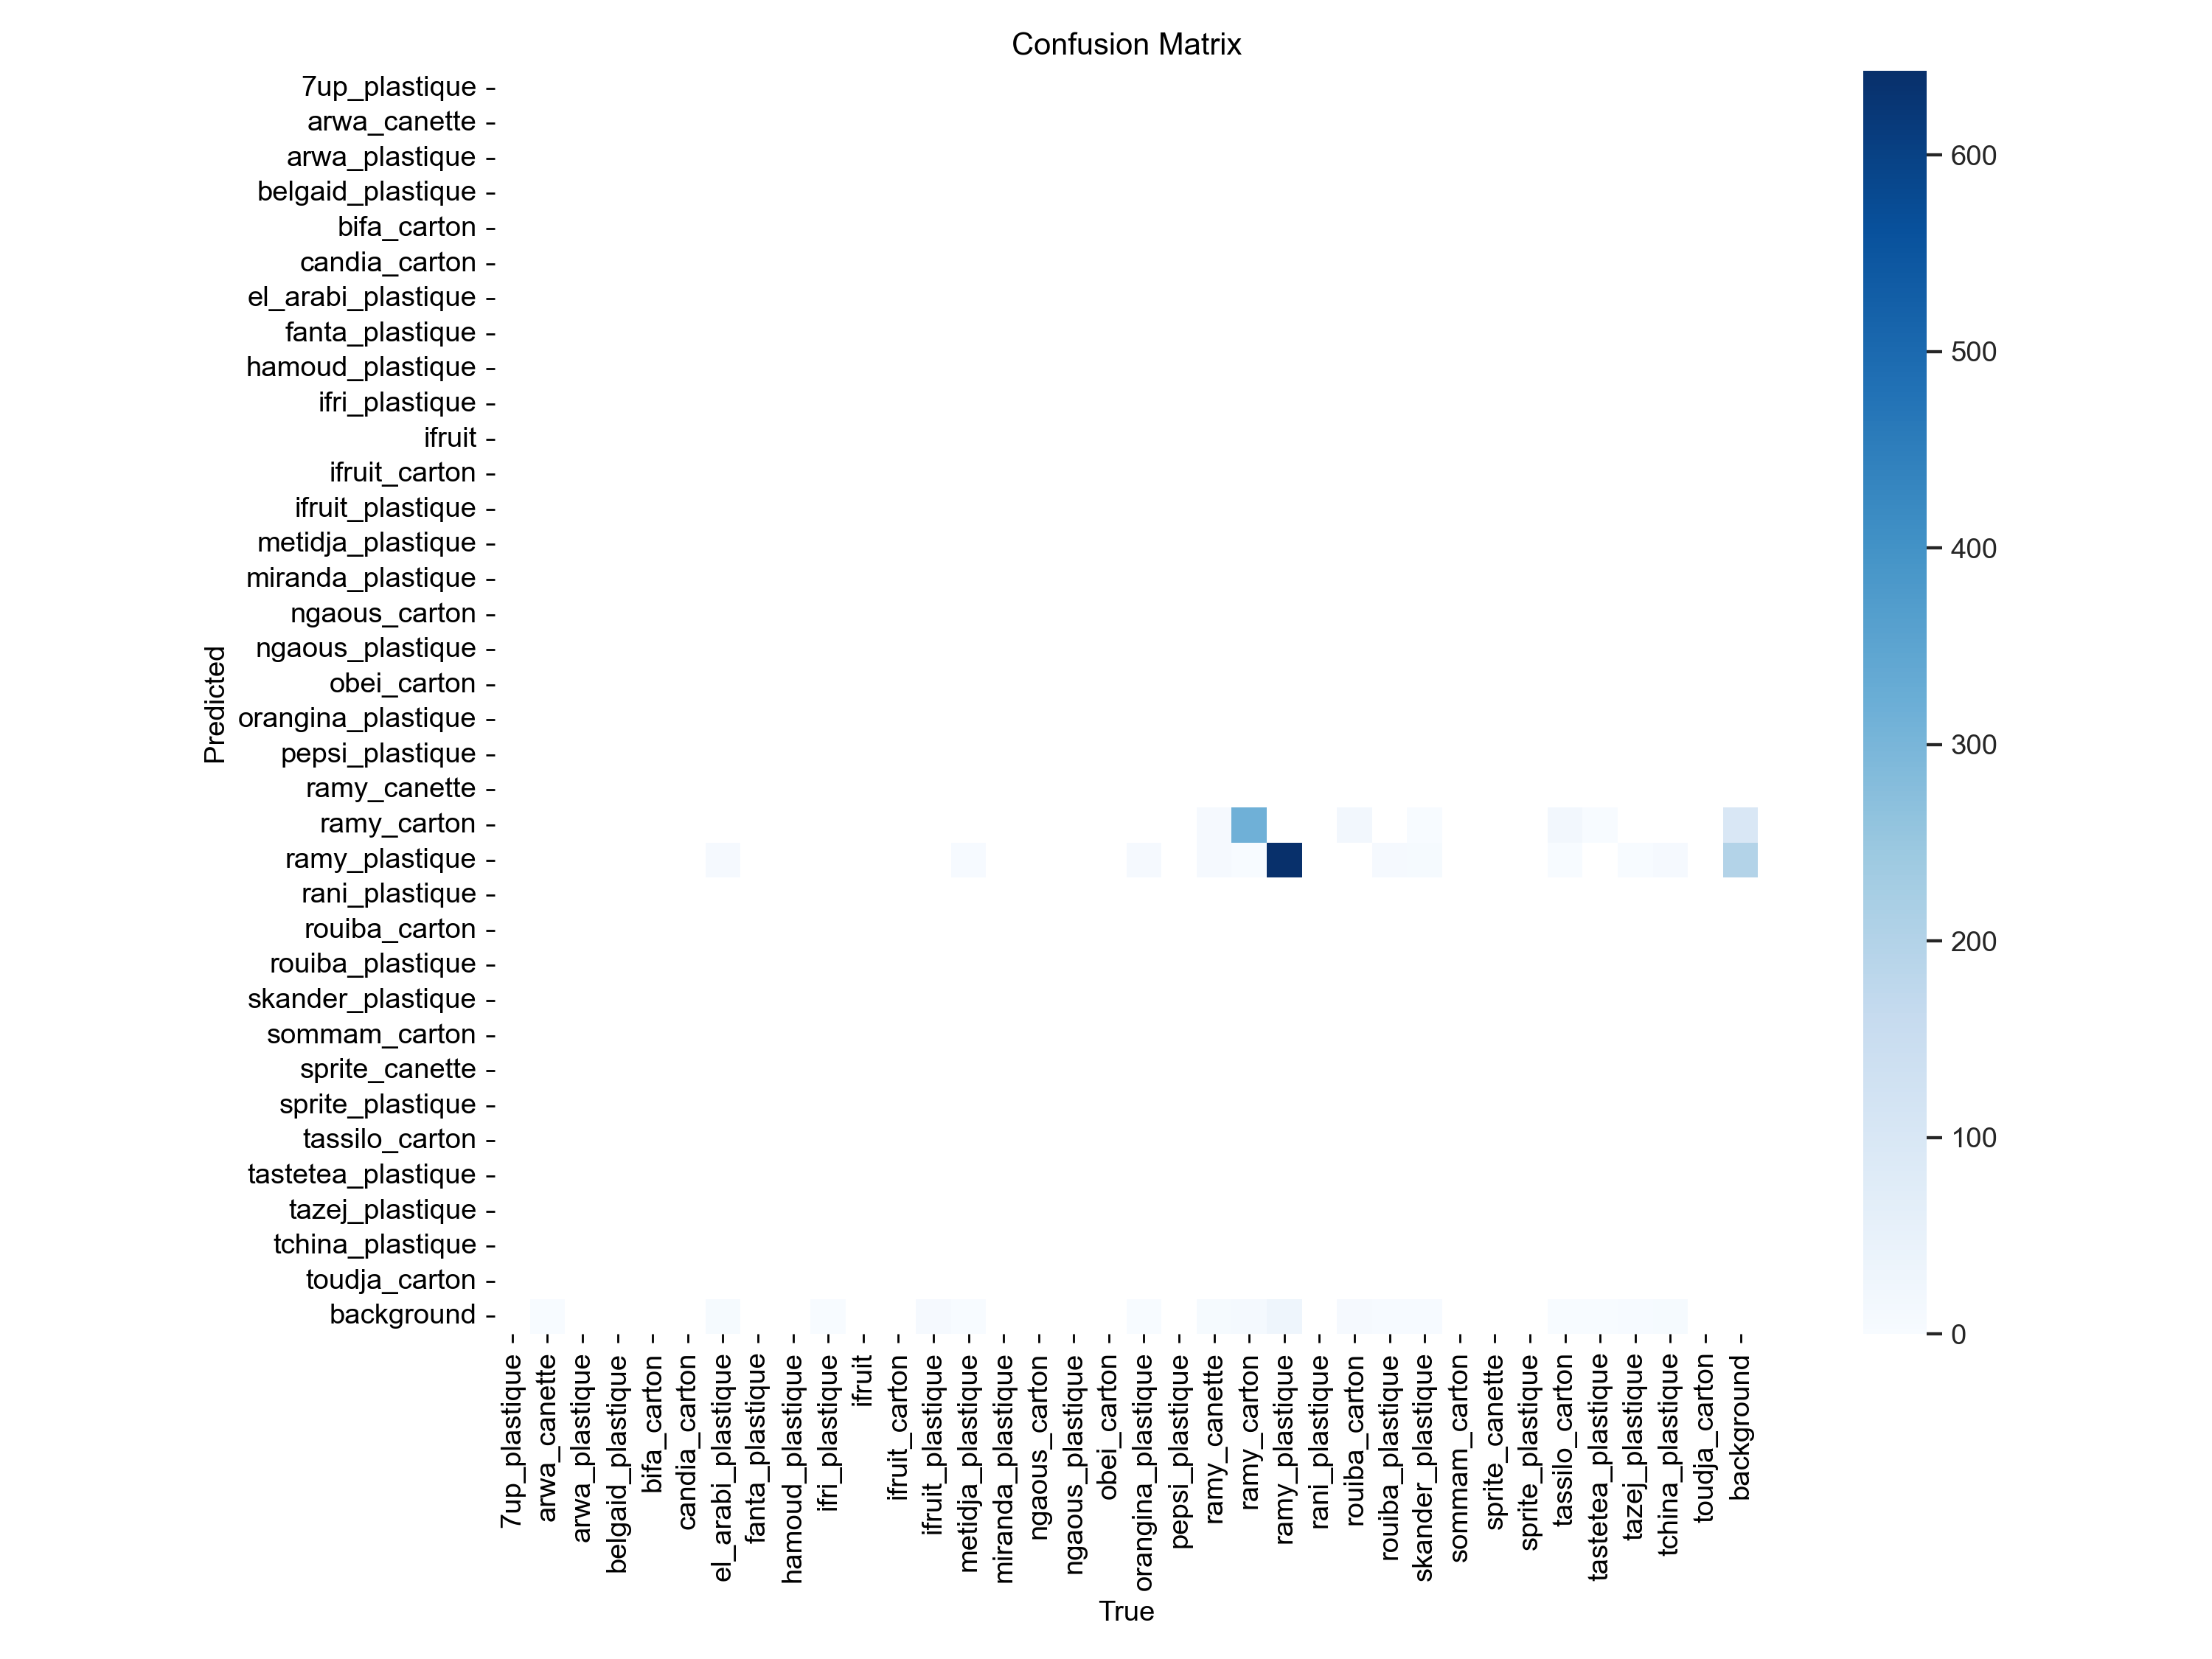 Confusion Matrix
Predicted
7up_plastique
arwa_canette
arwa_plastique
belgaid_plastique
bifa_carton
candia_carton
el_arabi_plastique
fanta_plastique
hamoud_plastique
ifri_plastique
ifruit
ifruit_carton
ifruit_plastique
metidja_plastique
miranda_plastique
ngaous_carton
ngaous_plastique
obei_carton
orangina_plastique
pepsi_plastique
ramy_canette
ramy_carton
ramy_plastique
rani_plastique
rouiba_carton
rouiba_plastique
skander_plastique
sommam_carton
sprite_canette
sprite_plastique
tassilo_carton
tastetea_plastique
tazej_plastique
tchina_plastique
toudja_carton
background
7up_plastique
arwa_canette
arwa_plastique
belgaid_plastique
bifa_carton
candia_carton
el_arabi_plastique
fanta_plastique
hamoud_plastique
ifri_plastique
ifruit
ifruit_carton
ifruit_plastique
metidja_plastique
miranda_plastique
ngaous_carton
ngaous_plastique
obei_carton
orangina_plastique
pepsi_plastique
ramy_canette
ramy_carton
ramy_plastique
rani_plastique
rouiba_carton
rouiba_plastique
skander_plastique
sommam_carton
sprite_canette
sprite_plastique
tassilo_carton
tastetea_plastique
tazej_plastique
tchina_plastique
toudja_carton
background
True
600
500
400
300
200
100
0